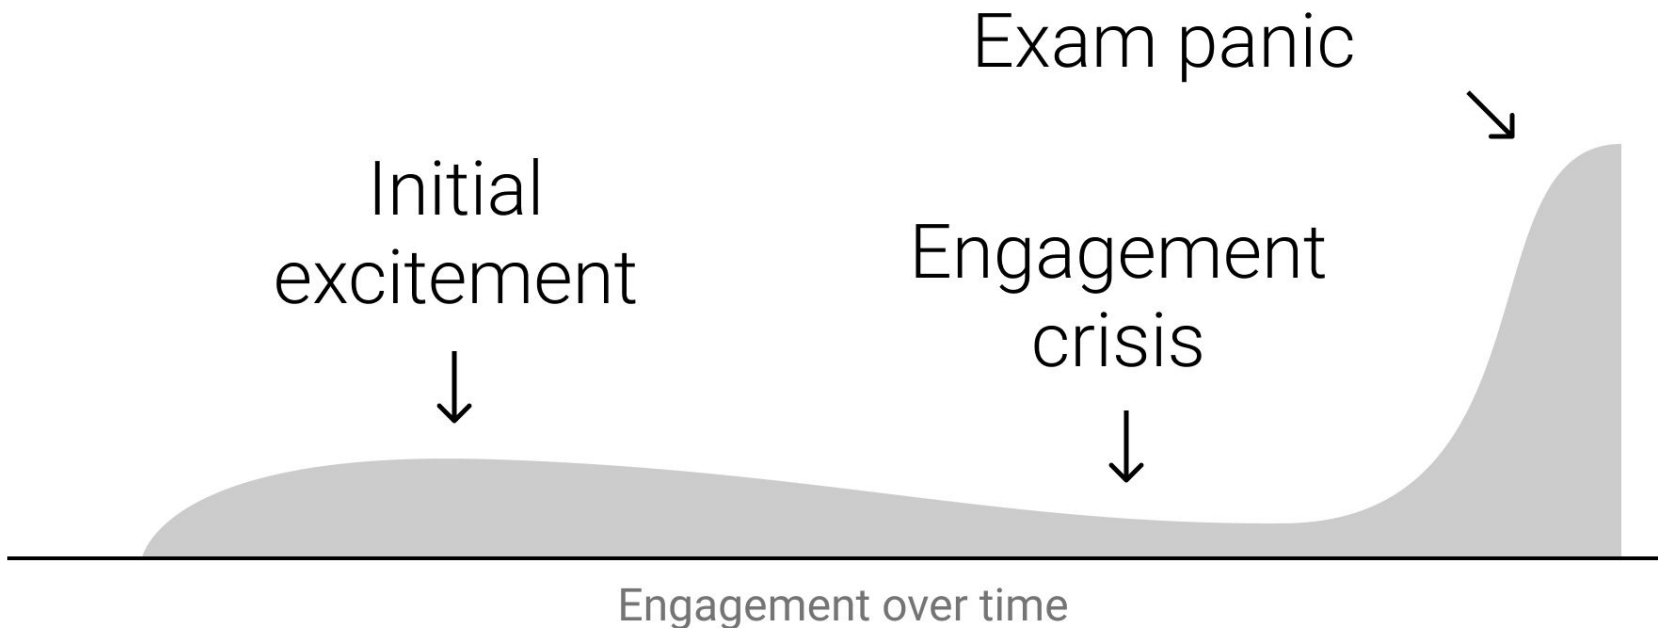 Exam panic
Initial
excitement
Engagement
crisis
Engagement over time